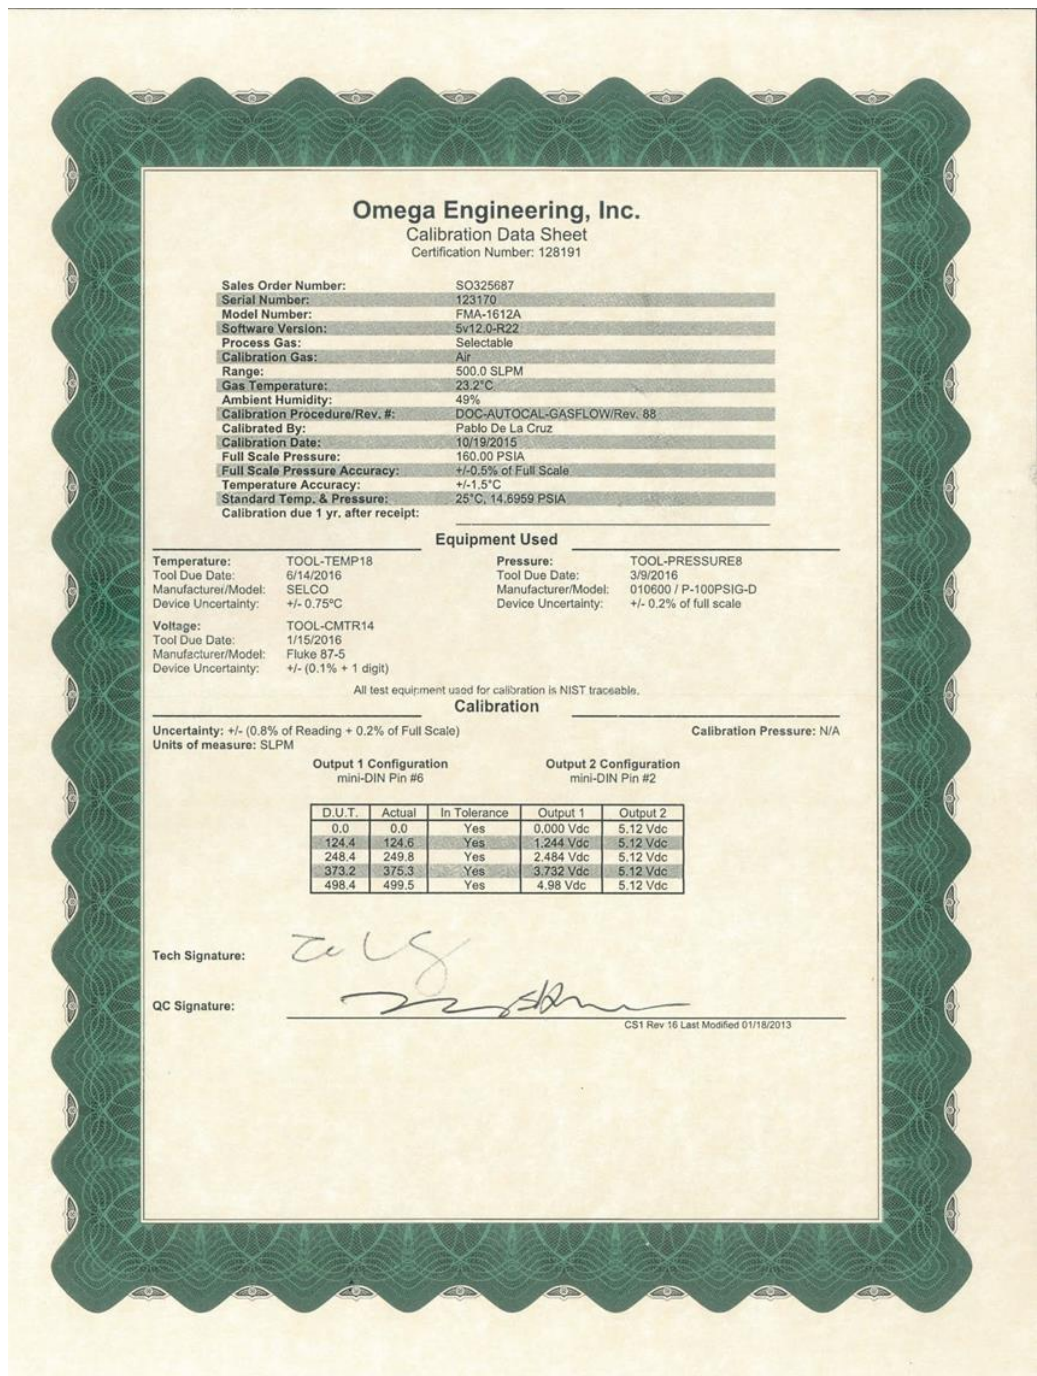 Omega Engineering, Inc.
Calibration Data Sheet
Certification Number: 128191
Sales Order Number: SO325687
Serial Number: 123170
Model Number: FMA-1612A
Software Version: 5v12.0-R22
Process Gas: Selectable
Calibration Gas: Air
Range: 500.0 SLPM
Gas Temperature: 23.2°C
Ambient Humidity: 49%
Calibration Procedure/Rev. #: DOC-AUTOCAL-GASFLOW/Rev. 88
Calibrated By: Pablo De La Cruz
Calibration Date: 10/19/2015
Full Scale Pressure: 160.00 PSIA
Full Scale Pressure Accuracy: +/-0.5% of Full Scale
Temperature Accuracy: +/-1.5°C
Standard Temp. & Pressure: 25°C, 14.6959 PSIA
Calibration due 1 yr. after receipt:
Equipment Used
Temperature: TOOL-TEMP18 Pressure: TOOL-PRESSURE8
Tool Due Date: 6/14/2016 Tool Due Date: 3/9/2016
Manufacturer/Model: SELCO Manufacturer/Model: 010600 / P-100PSIG-D
Device Uncertainty: +/- 0.75°C Device Uncertainty: +/- 0.2% of full scale
Voltage: TOOL-CMTR14
Tool Due Date: 1/15/2016
Manufacturer/Model: Fluke 87-5
Device Uncertainty: +/- (0.1% + 1 digit)
All test equipment used for calibration is NIST traceable.
Calibration
Uncertainty: +/- (0.8% of Reading + 0.2% of Full Scale) Calibration Pressure: N/A
Units of measure: SLPM
Output 1 Configuration Output 2 Configuration
mini-DIN Pin #6 mini-DIN Pin #2
D.U.T. Actual In Tolerance Output 1 Output 2
0.0 0.0 Yes 0.000 Vdc 5.12 Vdc
124.4 124.6 Yes 1.244 Vdc 5.12 Vdc
248.4 249.8 Yes 2.484 Vdc 5.12 Vdc
373.2 375.3 Yes 3.732 Vdc 5.12 Vdc
498.4 499.5 Yes 4.98 Vdc 5.12 Vdc
Tech Signature:
QC Signature:
CS1 Rev 16 Last Modified 01/18/2013